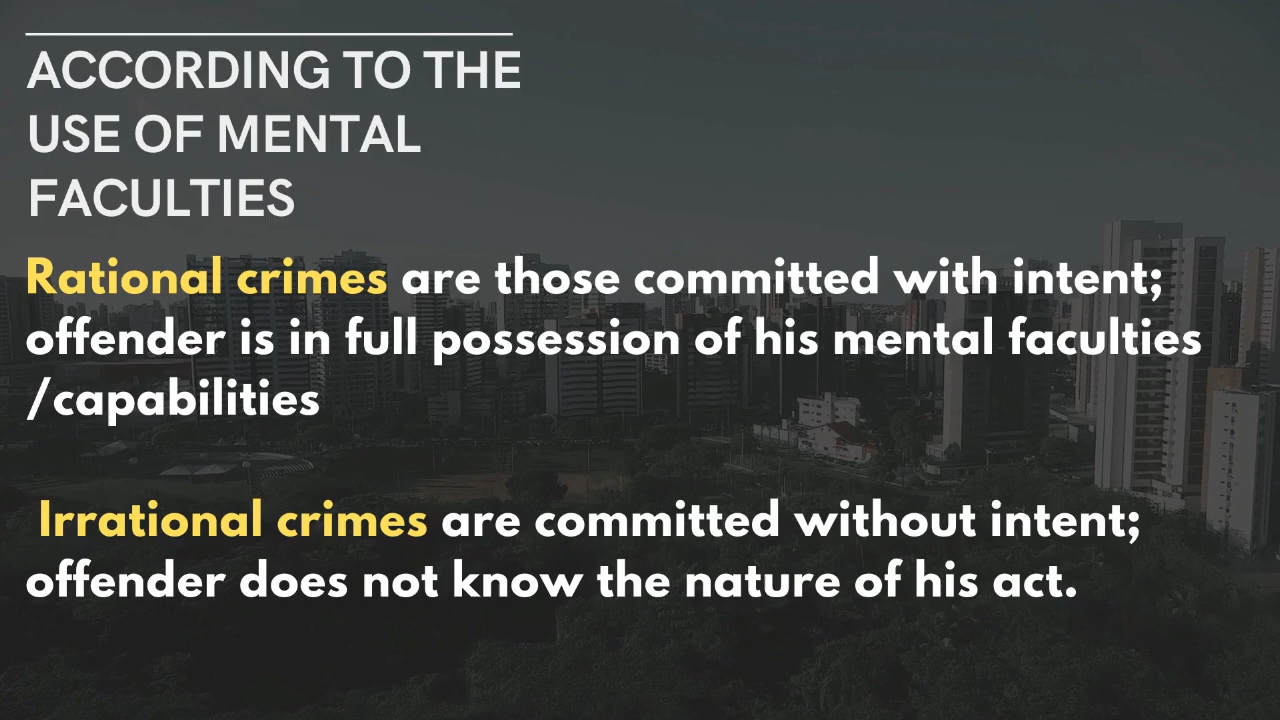 ACCORDING TO THE
USE OF MENTAL
FACULTIES
Rational crimes are those committed with intent;
offender is in full possession of his mental faculties
/capabilities
Irrational crimes are committed without intent;
offender does not know the nature of his act.